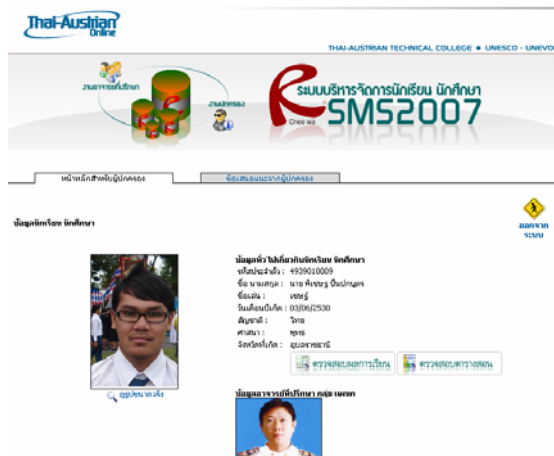 Thai-Austrian
Online
THAI-AUSTRIAN TECHNICAL COLLEGE ● UNESCO - UNEVO
งานอาจารย์ที่ปรึกษา
งานปกครอง
ระบบบริหารจัดการนักเรียน นักศึกษา
e
SMS2007
Chee wa
หน้าหลักสำหรับผู้ปกครอง
ข้อเสนอแนะจากผู้ปกครอง
ออกจาก
ระบบ
ข้อมูลนักเรียน นักศึกษา
ข้อมูลทั่วไปเกี่ยวกับนักเรียน นักศึกษา
รหัสประจำตัว : 4939010009
ชื่อ นามสกุล : นาย
ชื่อเล่น : เชษฐ์
วันเดือนปีเกิด : 03/06/2530
สัญชาติ : ไทย
ศาสนา : พุทธ
จังหวัดที่เกิด : อุบลราชธานี
ตรวจสอบผลการเรียน
ตรวจสอบตารางสอน
ดูรูปขนาดจริง
ข้อมูลอาจารย์ที่ปรึกษา กลุ่ม